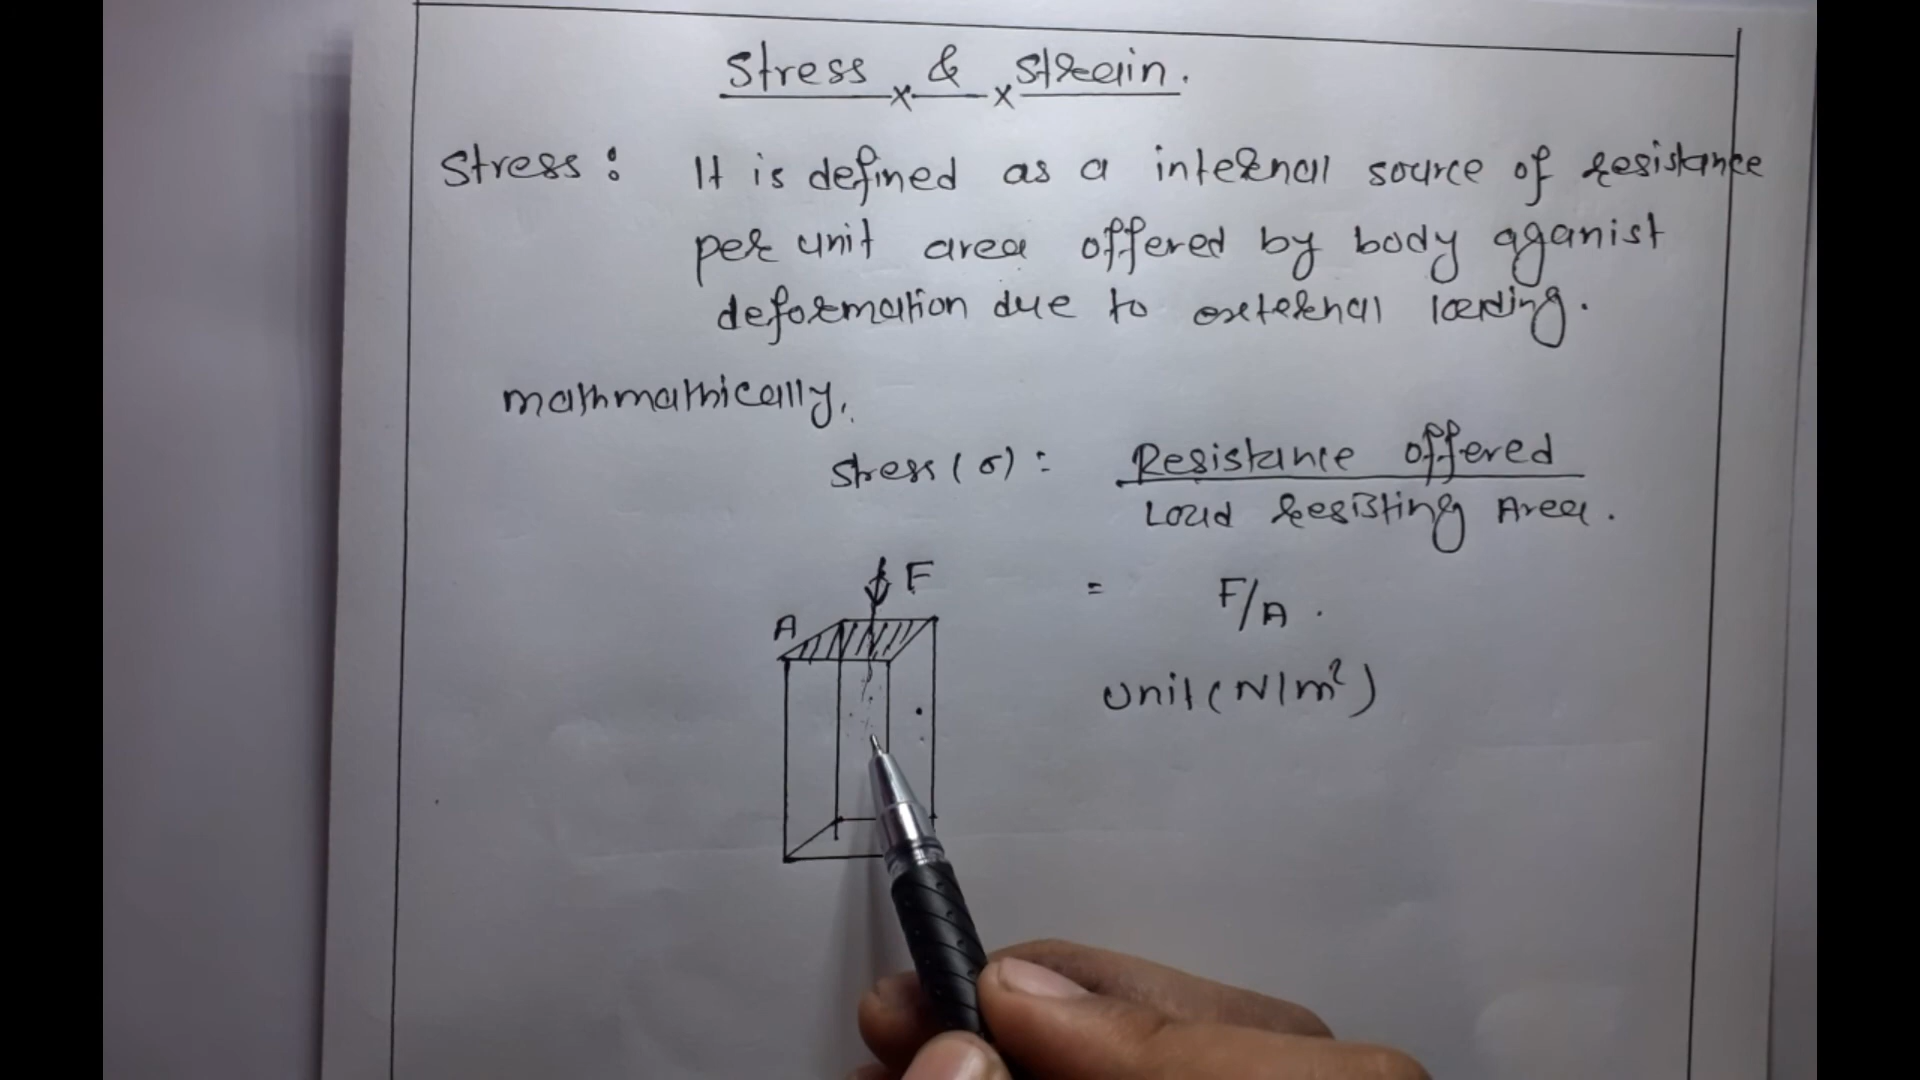 Stress & Strain.
Stress: It is defined as a internal source of resistance
per unit area offered by body aganist
deformation due to external loading.
mathmathically,
Stress (σ) = Resistance offered
Load resisting Area.
F
A
= F/A.
Unit (N/m²)